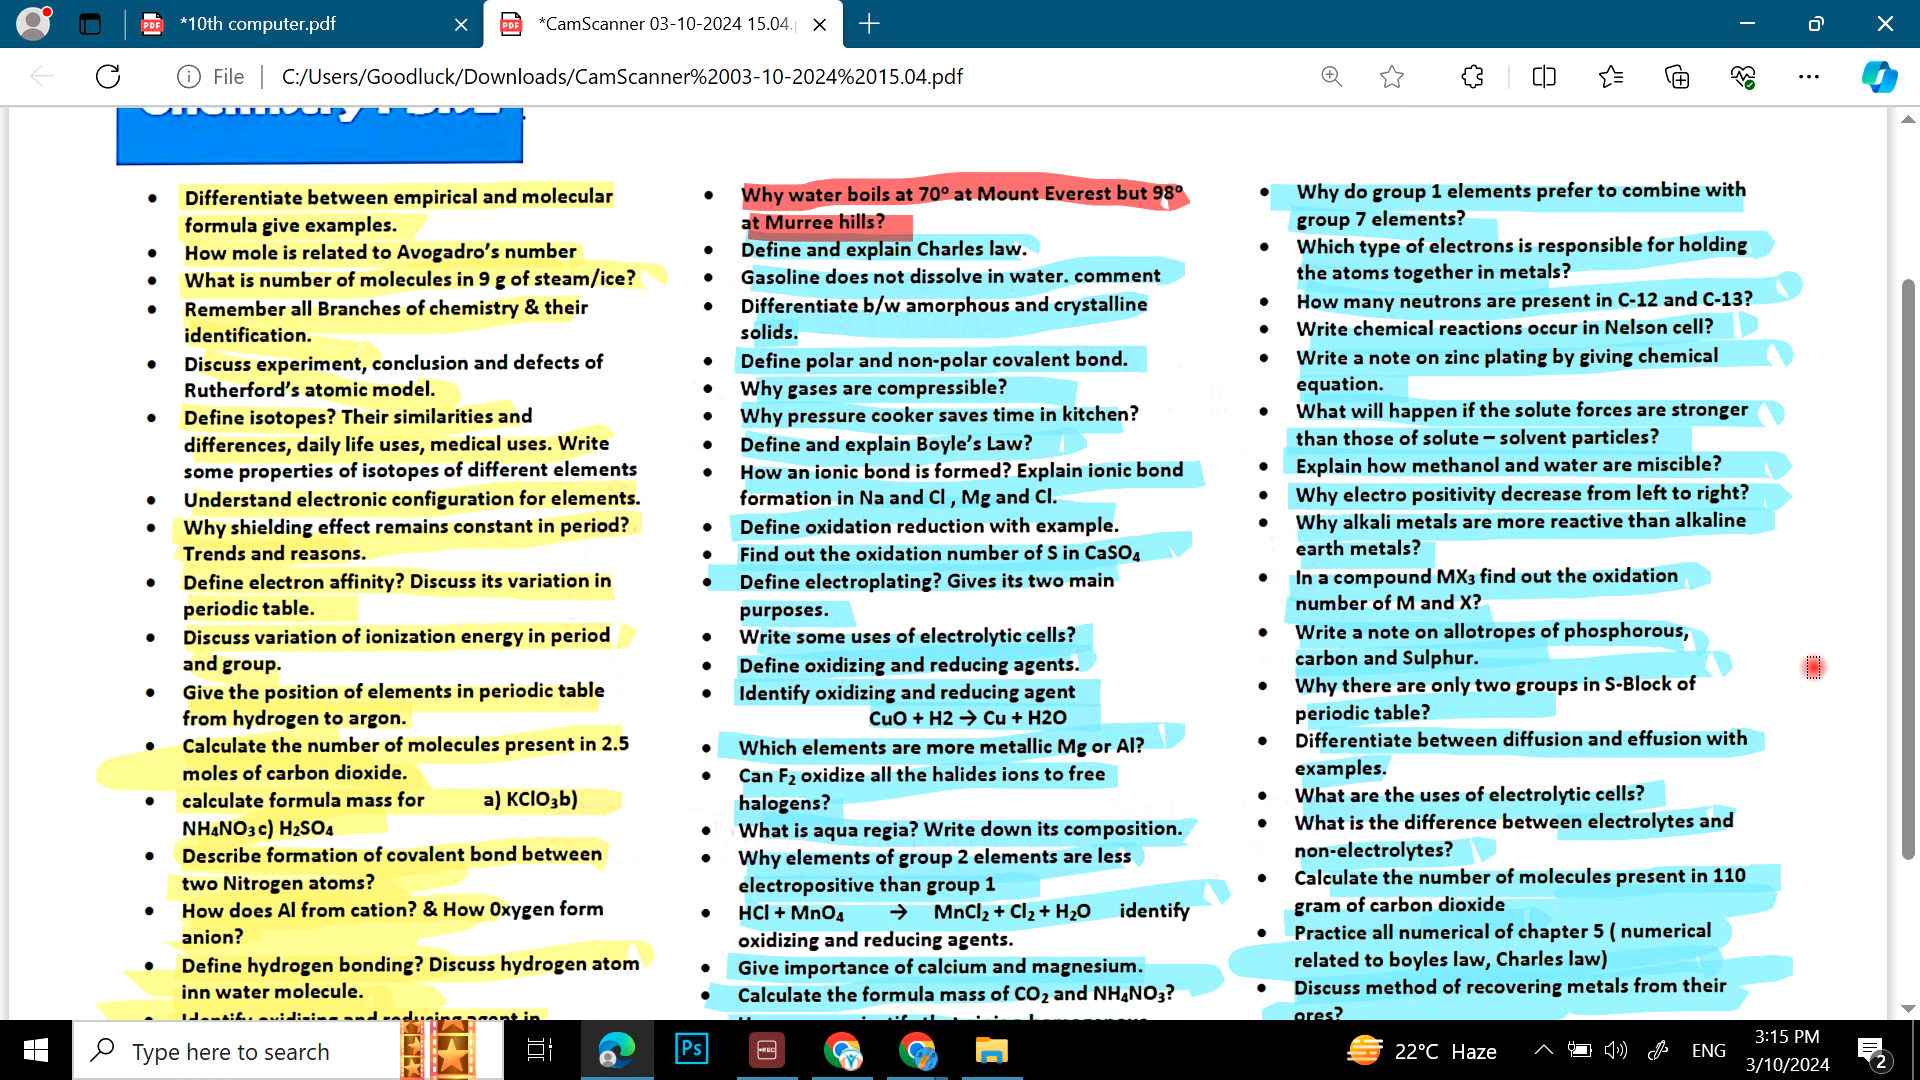 *10th computer.pdf
*CamScanner 03-10-2024 15.04.
File
C:/Users/Goodluck/Downloads/CamScanner%2003-10-2024%2015.04.pdf
• Differentiate between empirical and molecular
formula give examples.
• How mole is related to Avogadro's number
• What is number of molecules in 9 g of steam/ice?
• Remember all Branches of chemistry & their
identification.
• Discuss experiment, conclusion and defects of
Rutherford's atomic model.
• Define isotopes? Their similarities and
differences, daily life uses, medical uses. Write
some properties of isotopes of different elements
• Understand electronic configuration for elements.
• Why shielding effect remains constant in period?
Trends and reasons.
• Define electron affinity? Discuss its variation in
periodic table.
• Discuss variation of ionization energy in period
and group.
• Give the position of elements in periodic table
from hydrogen to argon.
• Calculate the number of molecules present in 2.5
moles of carbon dioxide.
• calculate formula mass for a) KClO₃b)
NH₄NO₃c) H₂SO₄
• Describe formation of covalent bond between
two Nitrogen atoms?
• How does Al from cation? & How 0xygen form
anion?
• Define hydrogen bonding? Discuss hydrogen atom
inn water molecule.
• Identify oxidizing and reducing agent in
• Why water boils at 70° at Mount Everest but 98°
at Murree hills?
• Define and explain Charles law.
• Gasoline does not dissolve in water. comment
• Differentiate b/w amorphous and crystalline
solids.
• Define polar and non-polar covalent bond.
• Why gases are compressible?
• Why pressure cooker saves time in kitchen?
• Define and explain Boyle's Law?
• How an ionic bond is formed? Explain ionic bond
formation in Na and Cl , Mg and Cl.
• Define oxidation reduction with example.
• Find out the oxidation number of S in CaSO₄
• Define electroplating? Gives its two main
purposes.
• Write some uses of electrolytic cells?
• Define oxidizing and reducing agents.
• Identify oxidizing and reducing agent
CuO + H2 → Cu + H2O
• Which elements are more metallic Mg or Al?
• Can F₂ oxidize all the halides ions to free
halogens?
• What is aqua regia? Write down its composition.
• Why elements of group 2 elements are less
electropositive than group 1
• HCl + MnO₄ → MnCl₂ + Cl₂ + H₂O identify
oxidizing and reducing agents.
• Give importance of calcium and magnesium.
• Calculate the formula mass of CO₂ and NH₄NO₃?
• Why do group 1 elements prefer to combine with
group 7 elements?
• Which type of electrons is responsible for holding
the atoms together in metals?
• How many neutrons are present in C-12 and C-13?
• Write chemical reactions occur in Nelson cell?
• Write a note on zinc plating by giving chemical
equation.
• What will happen if the solute forces are stronger
than those of solute – solvent particles?
• Explain how methanol and water are miscible?
• Why electro positivity decrease from left to right?
• Why alkali metals are more reactive than alkaline
earth metals?
• In a compound MX₃ find out the oxidation
number of M and X?
• Write a note on allotropes of phosphorous,
carbon and Sulphur.
• Why there are only two groups in S-Block of
periodic table?
• Differentiate between diffusion and effusion with
examples.
• What are the uses of electrolytic cells?
• What is the difference between electrolytes and
non-electrolytes?
• Calculate the number of molecules present in 110
gram of carbon dioxide
• Practice all numerical of chapter 5 ( numerical
related to boyles law, Charles law)
• Discuss method of recovering metals from their
ores?
Type here to search
Ps
REC
22°C Haze
ENG
3:15 PM
3/10/2024
2